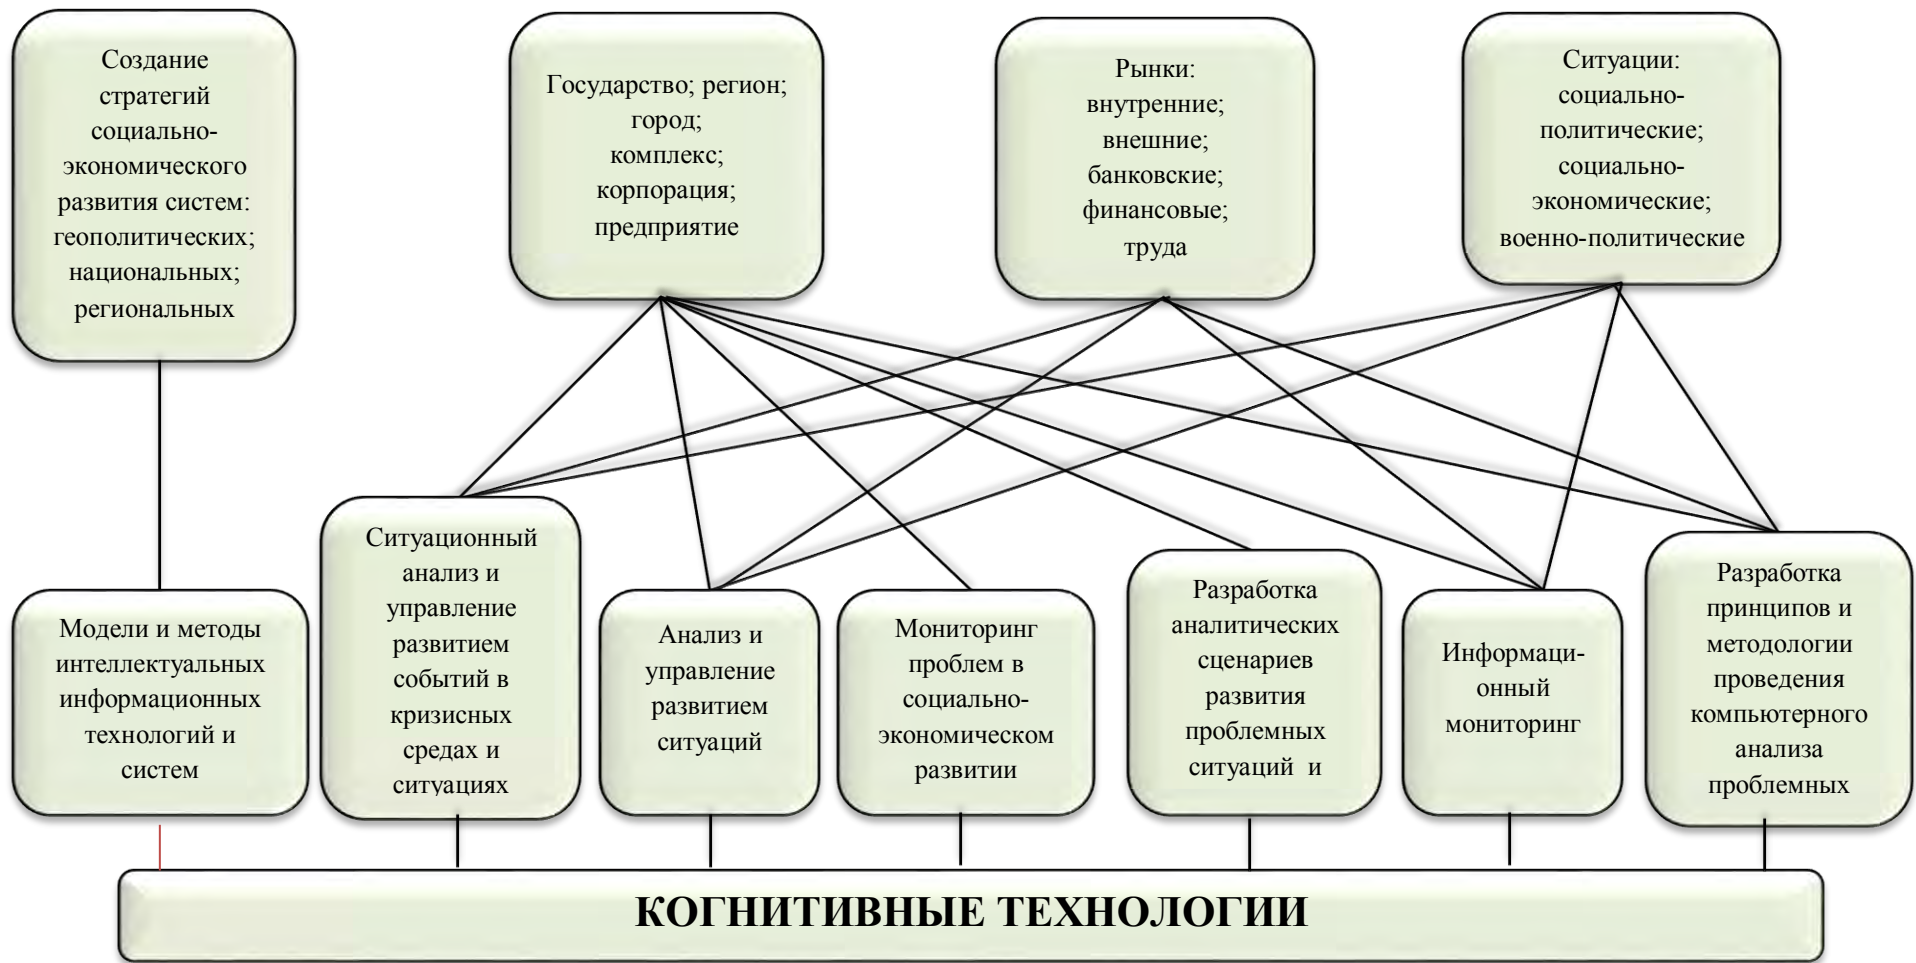 Создание
стратегий
социально-
экономического
развития систем:
геополитических;
национальных;
региональных
Государство; регион;
город;
комплекс;
корпорация;
предприятие
Рынки:
внутренние;
внешние;
банковские;
финансовые;
труда
Ситуации:
социально-
политические;
социально-
экономические;
военно-политические
Модели и методы
интеллектуальных
информационных
технологий и
систем
Ситуационный
анализ и
управление
развитием
событий в
кризисных
средах и
ситуациях
Анализ и
управление
развитием
ситуаций
Мониторинг
проблем в
социально-
экономическом
развитии
Разработка
аналитических
сценариев
развития
проблемных
ситуаций и
Информаци-
онный
мониторинг
Разработка
принципов и
методологии
проведения
компьютерного
анализа
проблемных
КОГНИТИВНЫЕ ТЕХНОЛОГИИ